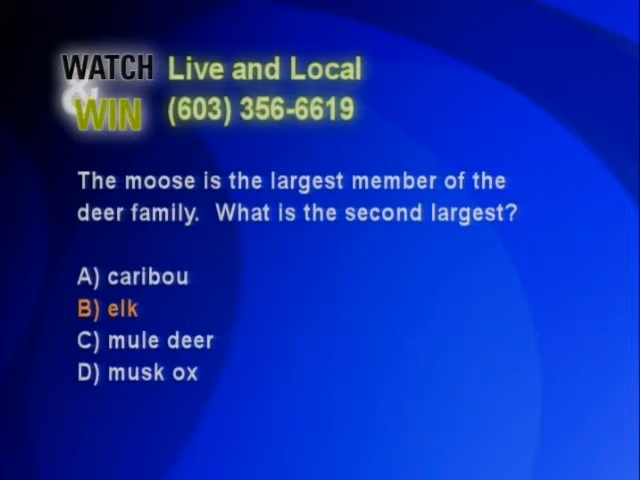 WATCH
&
WIN
Live and Local
(603) 356-6619
The moose is the largest member of the
deer family.  What is the second largest?
A) caribou
B) elk
C) mule deer
D) musk ox